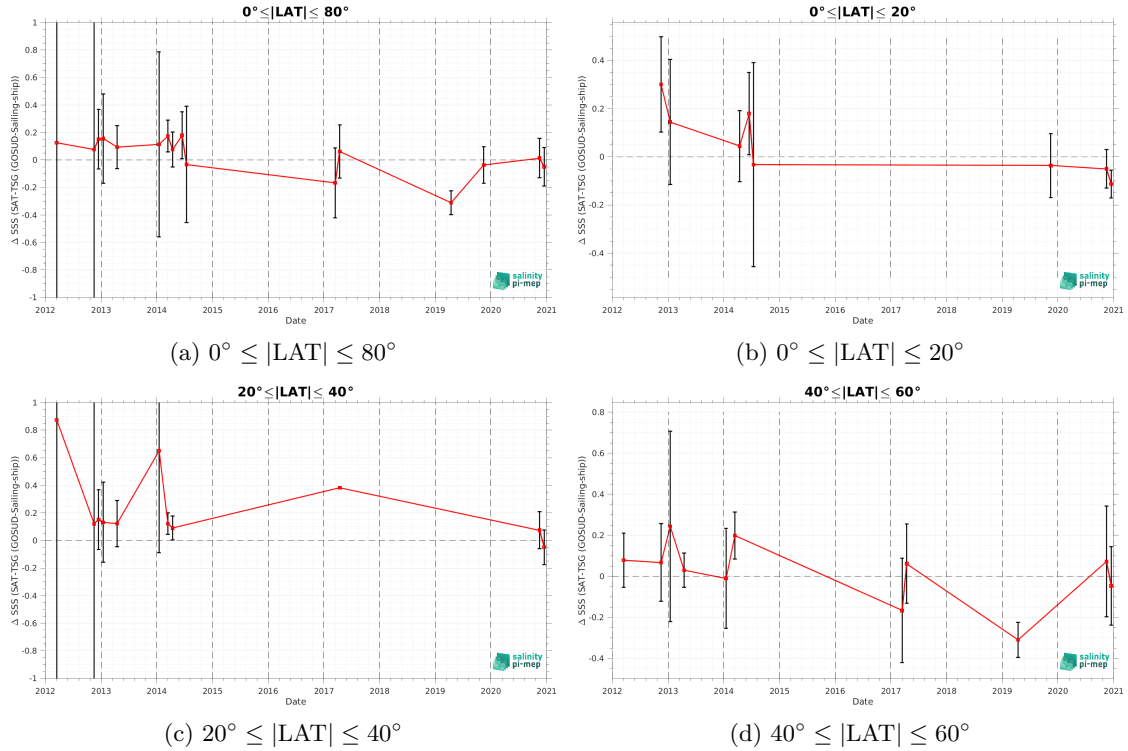 0°≤|LAT|≤ 80°
1
0.8
0.6
0.4
0.2
0
-0.2
-0.4
-0.6
-0.8
-1
Δ SSS (SAT-TSG (GOSUD-Sailing-ship))
2012 2013 2014 2015 2016 2017 2018 2019 2020 2021
Date
salinity
pi-mep
(a) 0° ≤ |LAT| ≤ 80°
0°≤|LAT|≤ 20°
0.4
0.2
0
-0.2
-0.4
Δ SSS (SAT-TSG (GOSUD-Sailing-ship))
2012 2013 2014 2015 2016 2017 2018 2019 2020 2021
Date
salinity
pi-mep
(b) 0° ≤ |LAT| ≤ 20°
20°≤|LAT|≤ 40°
1
0.8
0.6
0.4
0.2
0
-0.2
-0.4
-0.6
-0.8
-1
Δ SSS (SAT-TSG (GOSUD-Sailing-ship))
2012 2013 2014 2015 2016 2017 2018 2019 2020 2021
Date
salinity
pi-mep
(c) 20° ≤ |LAT| ≤ 40°
40°≤|LAT|≤ 60°
0.8
0.6
0.4
0.2
0
-0.2
-0.4
Δ SSS (SAT-TSG (GOSUD-Sailing-ship))
2012 2013 2014 2015 2016 2017 2018 2019 2020 2021
Date
salinity
pi-mep
(d) 40° ≤ |LAT| ≤ 60°